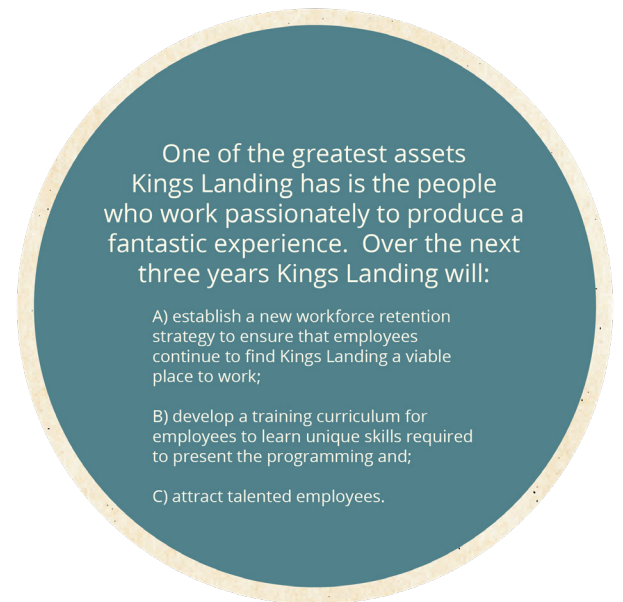 One of the greatest assets
Kings Landing has is the people
who work passionately to produce a
fantastic experience.  Over the next
three years Kings Landing will:
A) establish a new workforce retention
strategy to ensure that employees
continue to find Kings Landing a viable
place to work;
B) develop a training curriculum for
employees to learn unique skills required
to present the programming and;
C) attract talented employees.